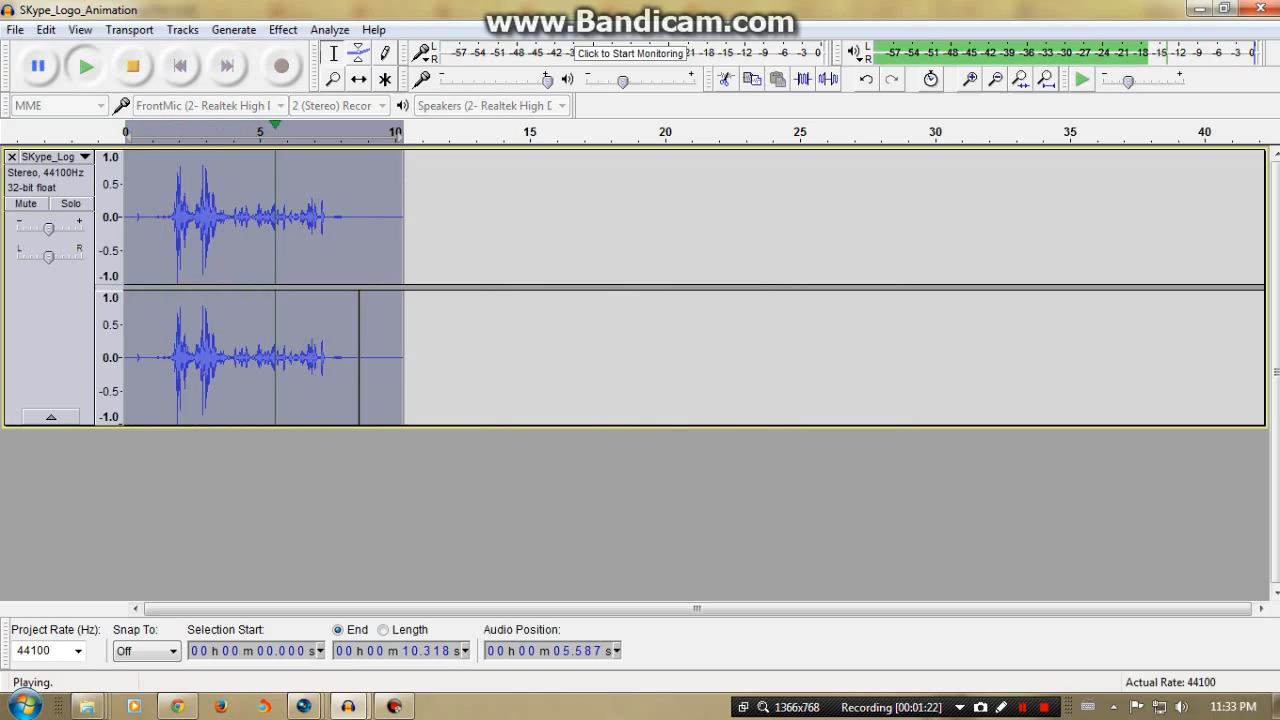 SKype_Logo_Animation
www.Bandicam.com
File Edit View Transport Tracks Generate Effect Analyze Help
L R -57 -54 -51 -48 -45 -42 -39 -3 Click to Start Monitoring -18 -15 -12 -9 -6 -3 0
L R -57 -54 -51 -48 -45 -42 -39 -36 -33 -30 -27 -24 -21 -18 -15 -12 -9 -6 -3 0
- + - + - +
MME FrontMic (2- Realtek High I 2 (Stereo) Recor Speakers (2- Realtek High D
0 5 10 15 20 25 30 35 40
SKype_Log 1.0
Stereo, 44100Hz
32-bit float
0.5
Mute Solo
0.0
- +
L R
-0.5
-1.0
1.0
0.5
0.0
-0.5
-1.0
Project Rate (Hz): Snap To: Selection Start: End Length Audio Position:
44100 Off 00 h 00 m 00.000 s 00 h 00 m 10.318 s 00 h 00 m 05.587 s
Playing. Actual Rate: 44100
1366x768 Recording [00:01:22] 11:33 PM